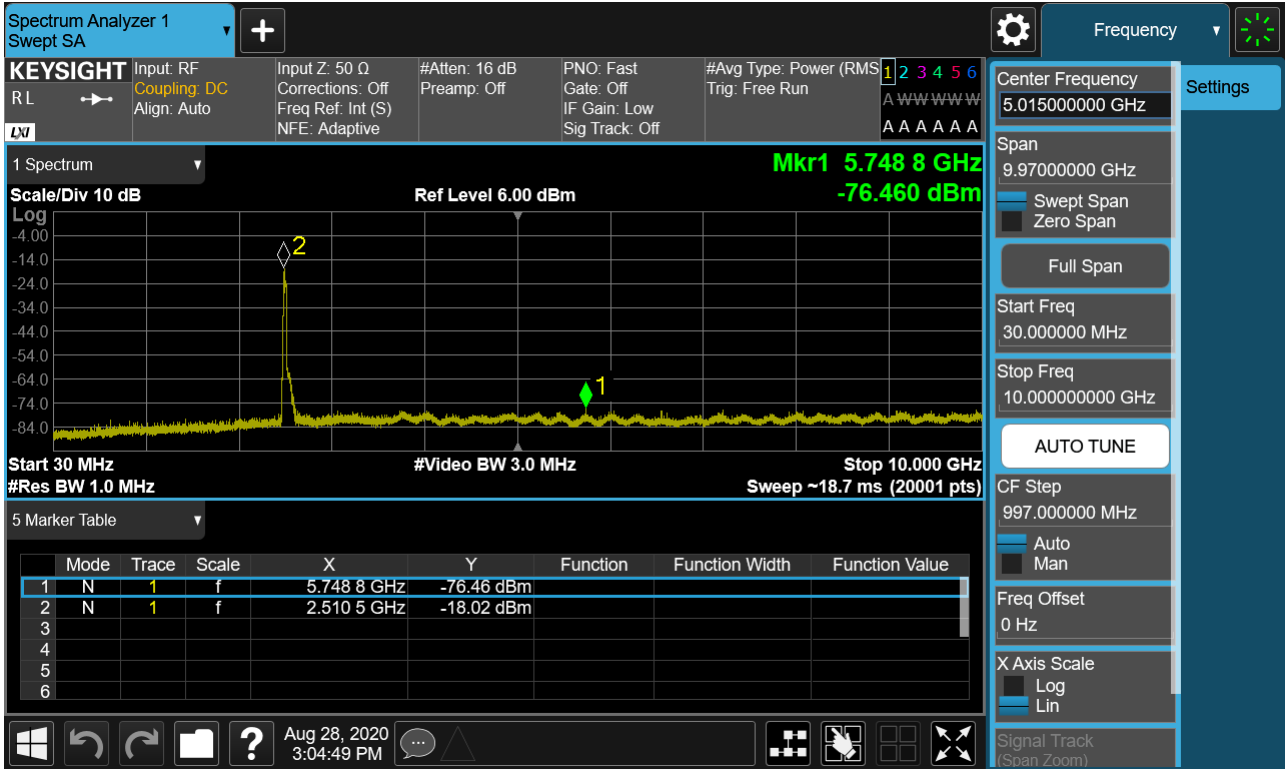 Spectrum Analyzer 1
Swept SA
Frequency
KEYSIGHT
R L
LXI
Input: RF
Coupling: DC
Align: Auto
Input Z: 50 Ω
Corrections: Off
Freq Ref: Int (S)
NFE: Adaptive
#Atten: 16 dB
Preamp: Off
PNO: Fast
Gate: Off
IF Gain: Low
Sig Track: Off
#Avg Type: Power (RMS
Trig: Free Run
1 2 3 4 5 6
A W W W W W
A A A A A A
Center Frequency
5.015000000 GHz
Settings
Span
9.97000000 GHz
Swept Span
Zero Span
Full Span
Start Freq
30.000000 MHz
Stop Freq
10.000000000 GHz
AUTO TUNE
CF Step
997.000000 MHz
Auto
Man
Freq Offset
0 Hz
X Axis Scale
Log
Lin
Signal Track
(Span Zoom)
1 Spectrum
Mkr1 5.748 8 GHz
-76.460 dBm
Scale/Div 10 dB
Ref Level 6.00 dBm
Log
-4.00
-14.0
-24.0
-34.0
-44.0
-54.0
-64.0
-74.0
-84.0
2
1
Start 30 MHz
#Video BW 3.0 MHz
Stop 10.000 GHz
#Res BW 1.0 MHz
Sweep ~18.7 ms (20001 pts)
5 Marker Table
Mode Trace Scale X Y Function Function Width Function Value
1 N 1 f 5.748 8 GHz -76.46 dBm
2 N 1 f 2.510 5 GHz -18.02 dBm
3
4
5
6
?
Aug 28, 2020
3:04:49 PM